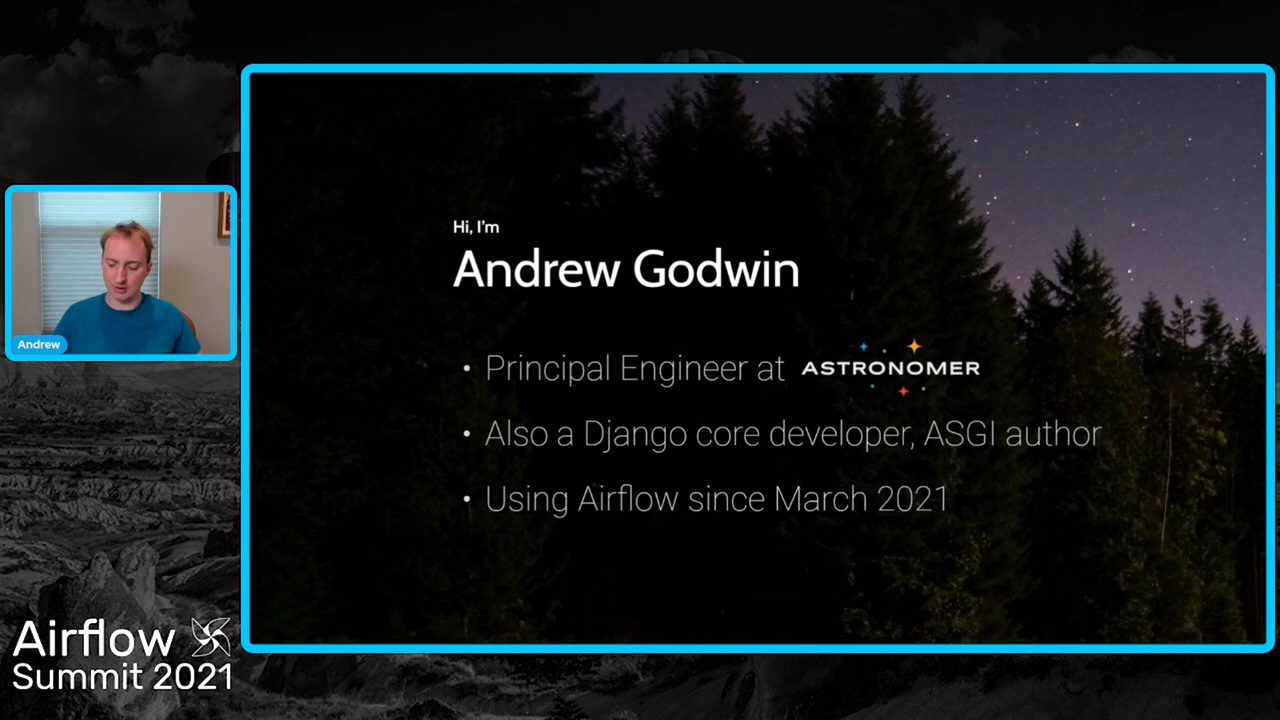 Hi, I'm
Andrew Godwin
• Principal Engineer at ASTRONOMER
• Also a Django core developer, ASGI author
• Using Airflow since March 2021
Andrew
Airflow
Summit 2021